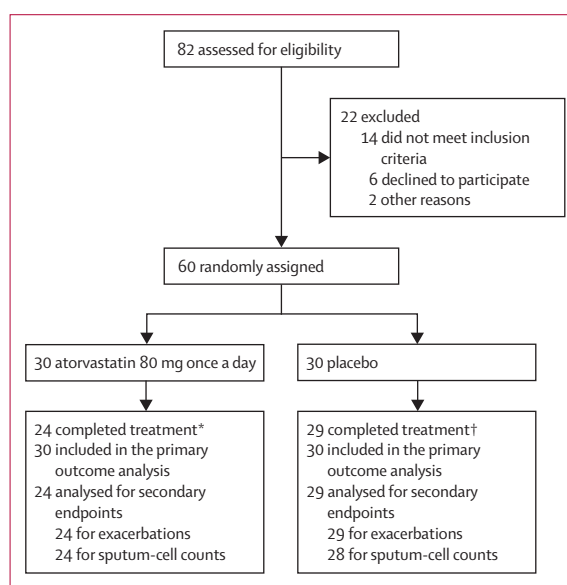 82 assessed for eligibility
22 excluded
14 did not meet inclusion
criteria
6 declined to participate
2 other reasons
60 randomly assigned
30 atorvastatin 80 mg once a day
30 placebo
24 completed treatment*
30 included in the primary
outcome analysis
24 analysed for secondary
endpoints
24 for exacerbations
24 for sputum-cell counts
29 completed treatment†
30 included in the primary
outcome analysis
29 analysed for secondary
endpoints
29 for exacerbations
28 for sputum-cell counts